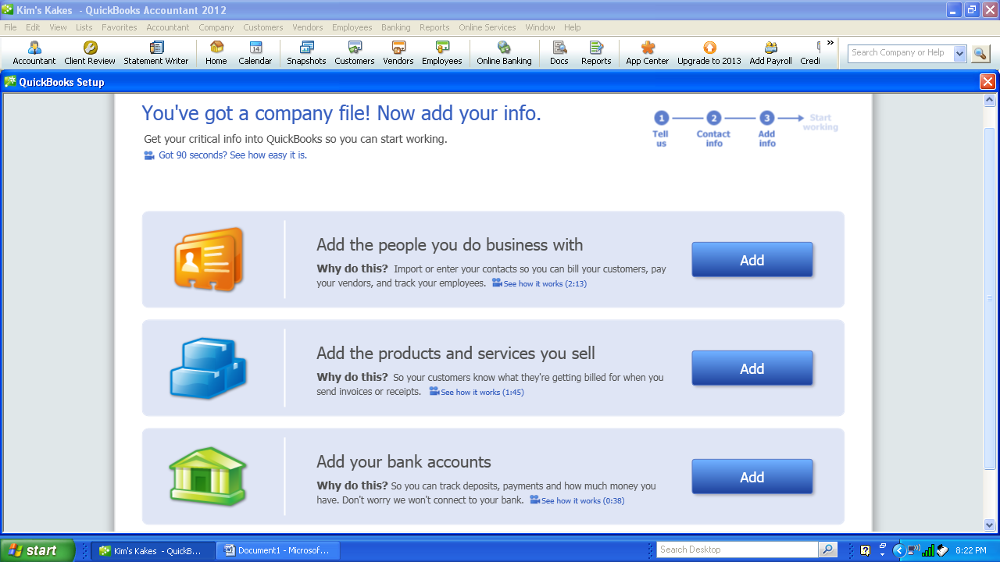 Kim's Kakes - QuickBooks Accountant 2012
File Edit View Lists Favorites Accountant Company Customers Vendors Employees Banking Reports Online Services Window Help
Accountant Client Review Statement Writer Home Calendar Snapshots Customers Vendors Employees Online Banking Docs Reports App Center Upgrade to 2013 Add Payroll Credi
Search Company or Help
QuickBooks Setup
You've got a company file! Now add your info.
Get your critical info into QuickBooks so you can start working.
Got 90 seconds? See how easy it is.
1 2 3 Start working
Tell us
Contact info
Add info
Add the people you do business with
Why do this? Import or enter your contacts so you can bill your customers, pay
your vendors, and track your employees. See how it works (2:13)
Add
Add the products and services you sell
Why do this? So your customers know what they're getting billed for when you
send invoices or receipts. See how it works (1:45)
Add
Add your bank accounts
Why do this? So you can track deposits, payments and how much money you
have. Don't worry we won't connect to your bank. See how it works (0:38)
Add
start Kim's Kakes - QuickB... Document1 - Microsof... Search Desktop 8:22 PM